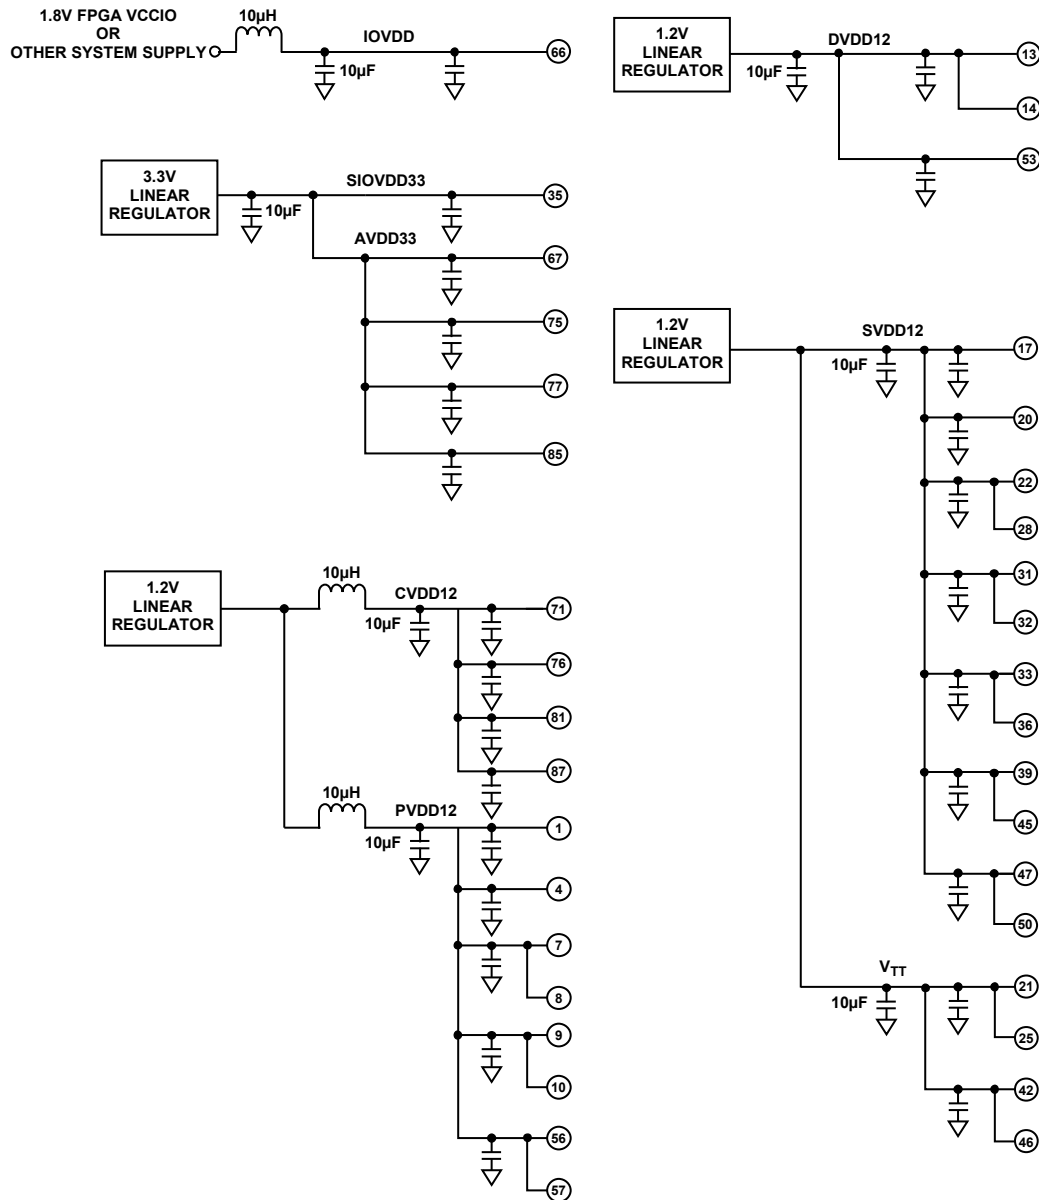 1.8V FPGA VCCIO
OR
OTHER SYSTEM SUPPLY
10µH
IOVDD
10µF
66
1.2V
LINEAR
REGULATOR
DVDD12
10µF
13
14
53
3.3V
LINEAR
REGULATOR
SIOVDD33
10µF
35
AVDD33
67
75
77
85
1.2V
LINEAR
REGULATOR
SVDD12
10µF
17
20
22
28
31
32
33
36
39
45
47
50
VTT
10µF
21
25
42
46
1.2V
LINEAR
REGULATOR
10µH
CVDD12
10µF
71
76
81
87
10µH
PVDD12
10µF
1
4
7
8
9
10
56
57